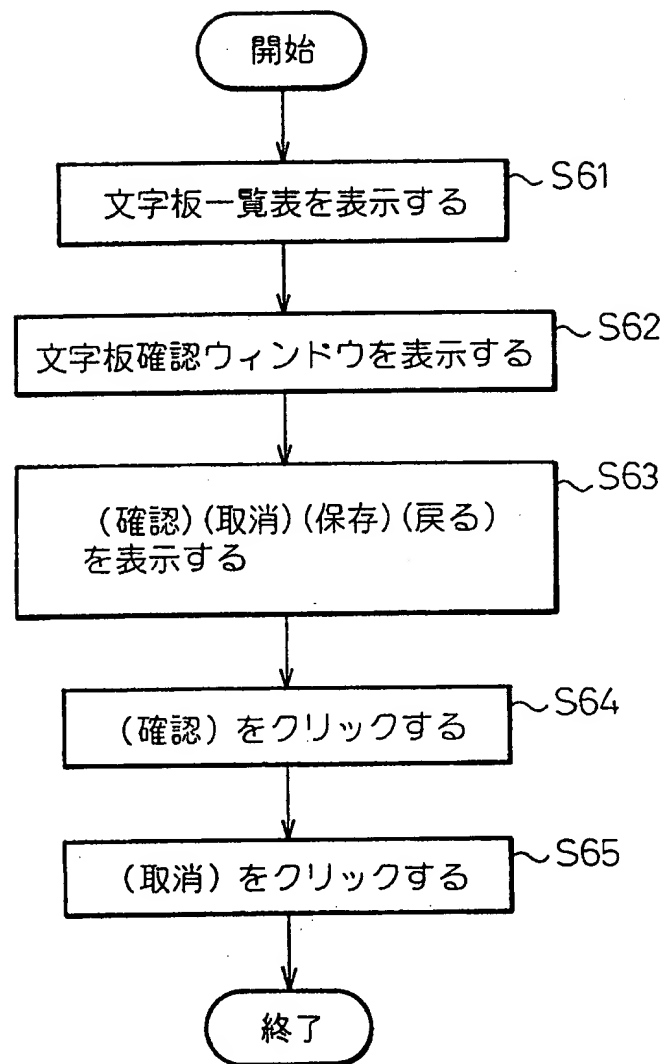 開始
文字板一覧表を表示する
S61
文字板確認ウィンドウを表示する
S62
(確認)(取消)(保存)(戻る)
を表示する
S63
(確認)をクリックする
S64
(取消)をクリックする
S65
終了